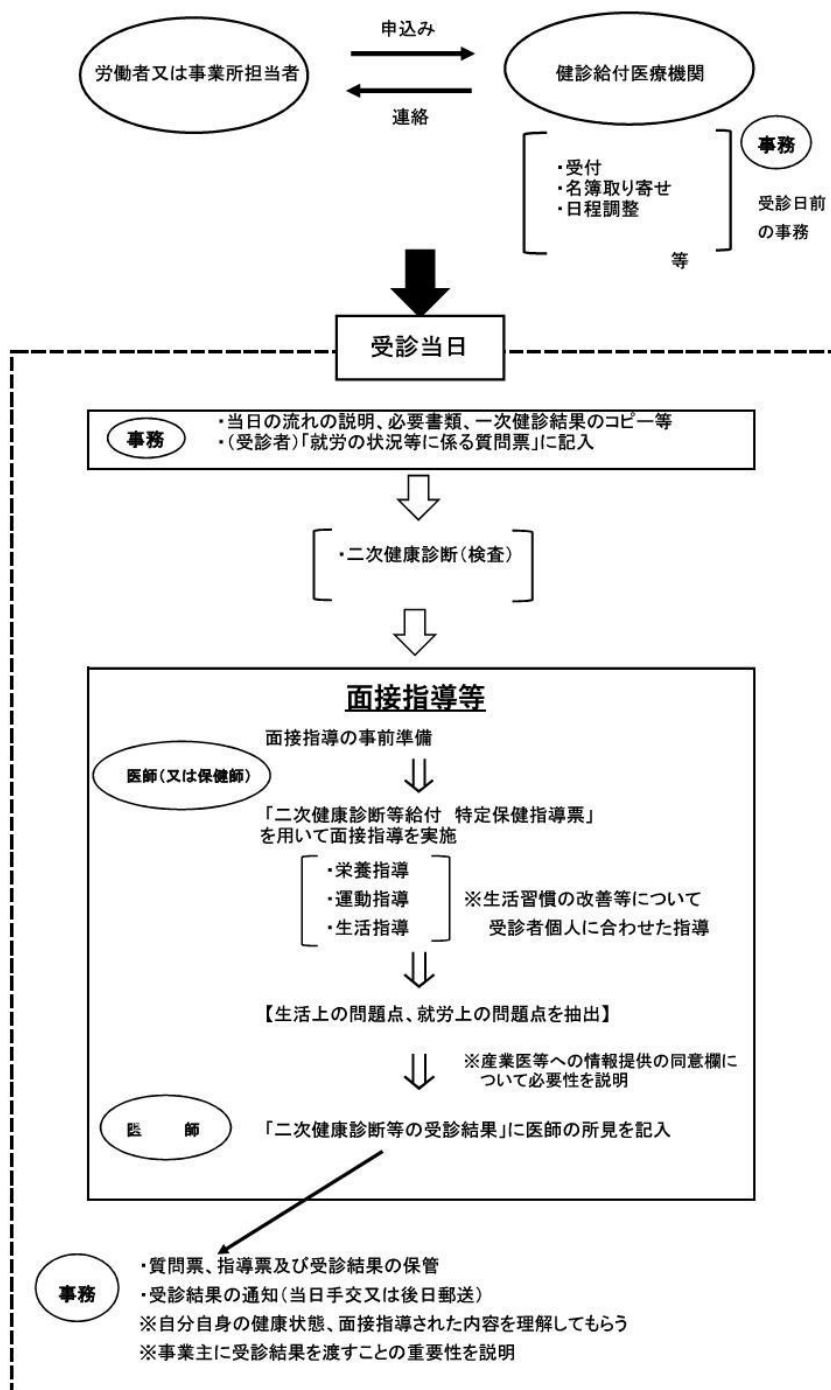 申込み
労働者又は事業所担当者
健診給付医療機関
連絡
事務
・受付
・名簿取り寄せ
・日程調整
等
受診日前
の事務
受診当日
事務
・当日の流れの説明、必要書類、一次健診結果のコピー等
・(受診者)「就労の状況等に係る質問票」に記入
・二次健康診断(検査)
面接指導等
面接指導の事前準備
医師(又は保健師)
「二次健康診断等給付　特定保健指導票」
を用いて面接指導を実施
・栄養指導
・運動指導
・生活指導
※生活習慣の改善等について
受診者個人に合わせた指導
【生活上の問題点、就労上の問題点を抽出】
※産業医等への情報提供の同意欄に
ついて必要性を説明
医　　師
「二次健康診断等の受診結果」に医師の所見を記入
事務
・質問票、指導票及び受診結果の保管
・受診結果の通知(当日手交又は後日郵送)
※自分自身の健康状態、面接指導された内容を理解してもらう
※事業主に受診結果を渡すことの重要性を説明